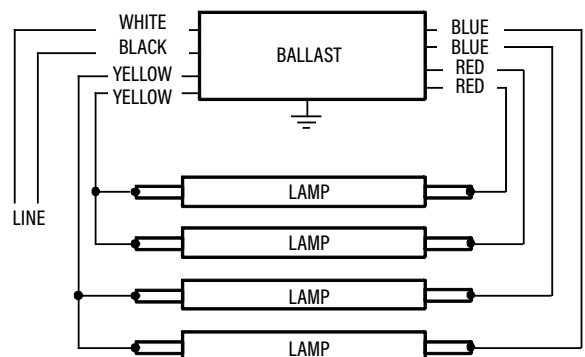 WHITE
BLACK
YELLOW
YELLOW
BALLAST
BLUE
BLUE
RED
RED
LINE
LAMP
LAMP
LAMP
LAMP